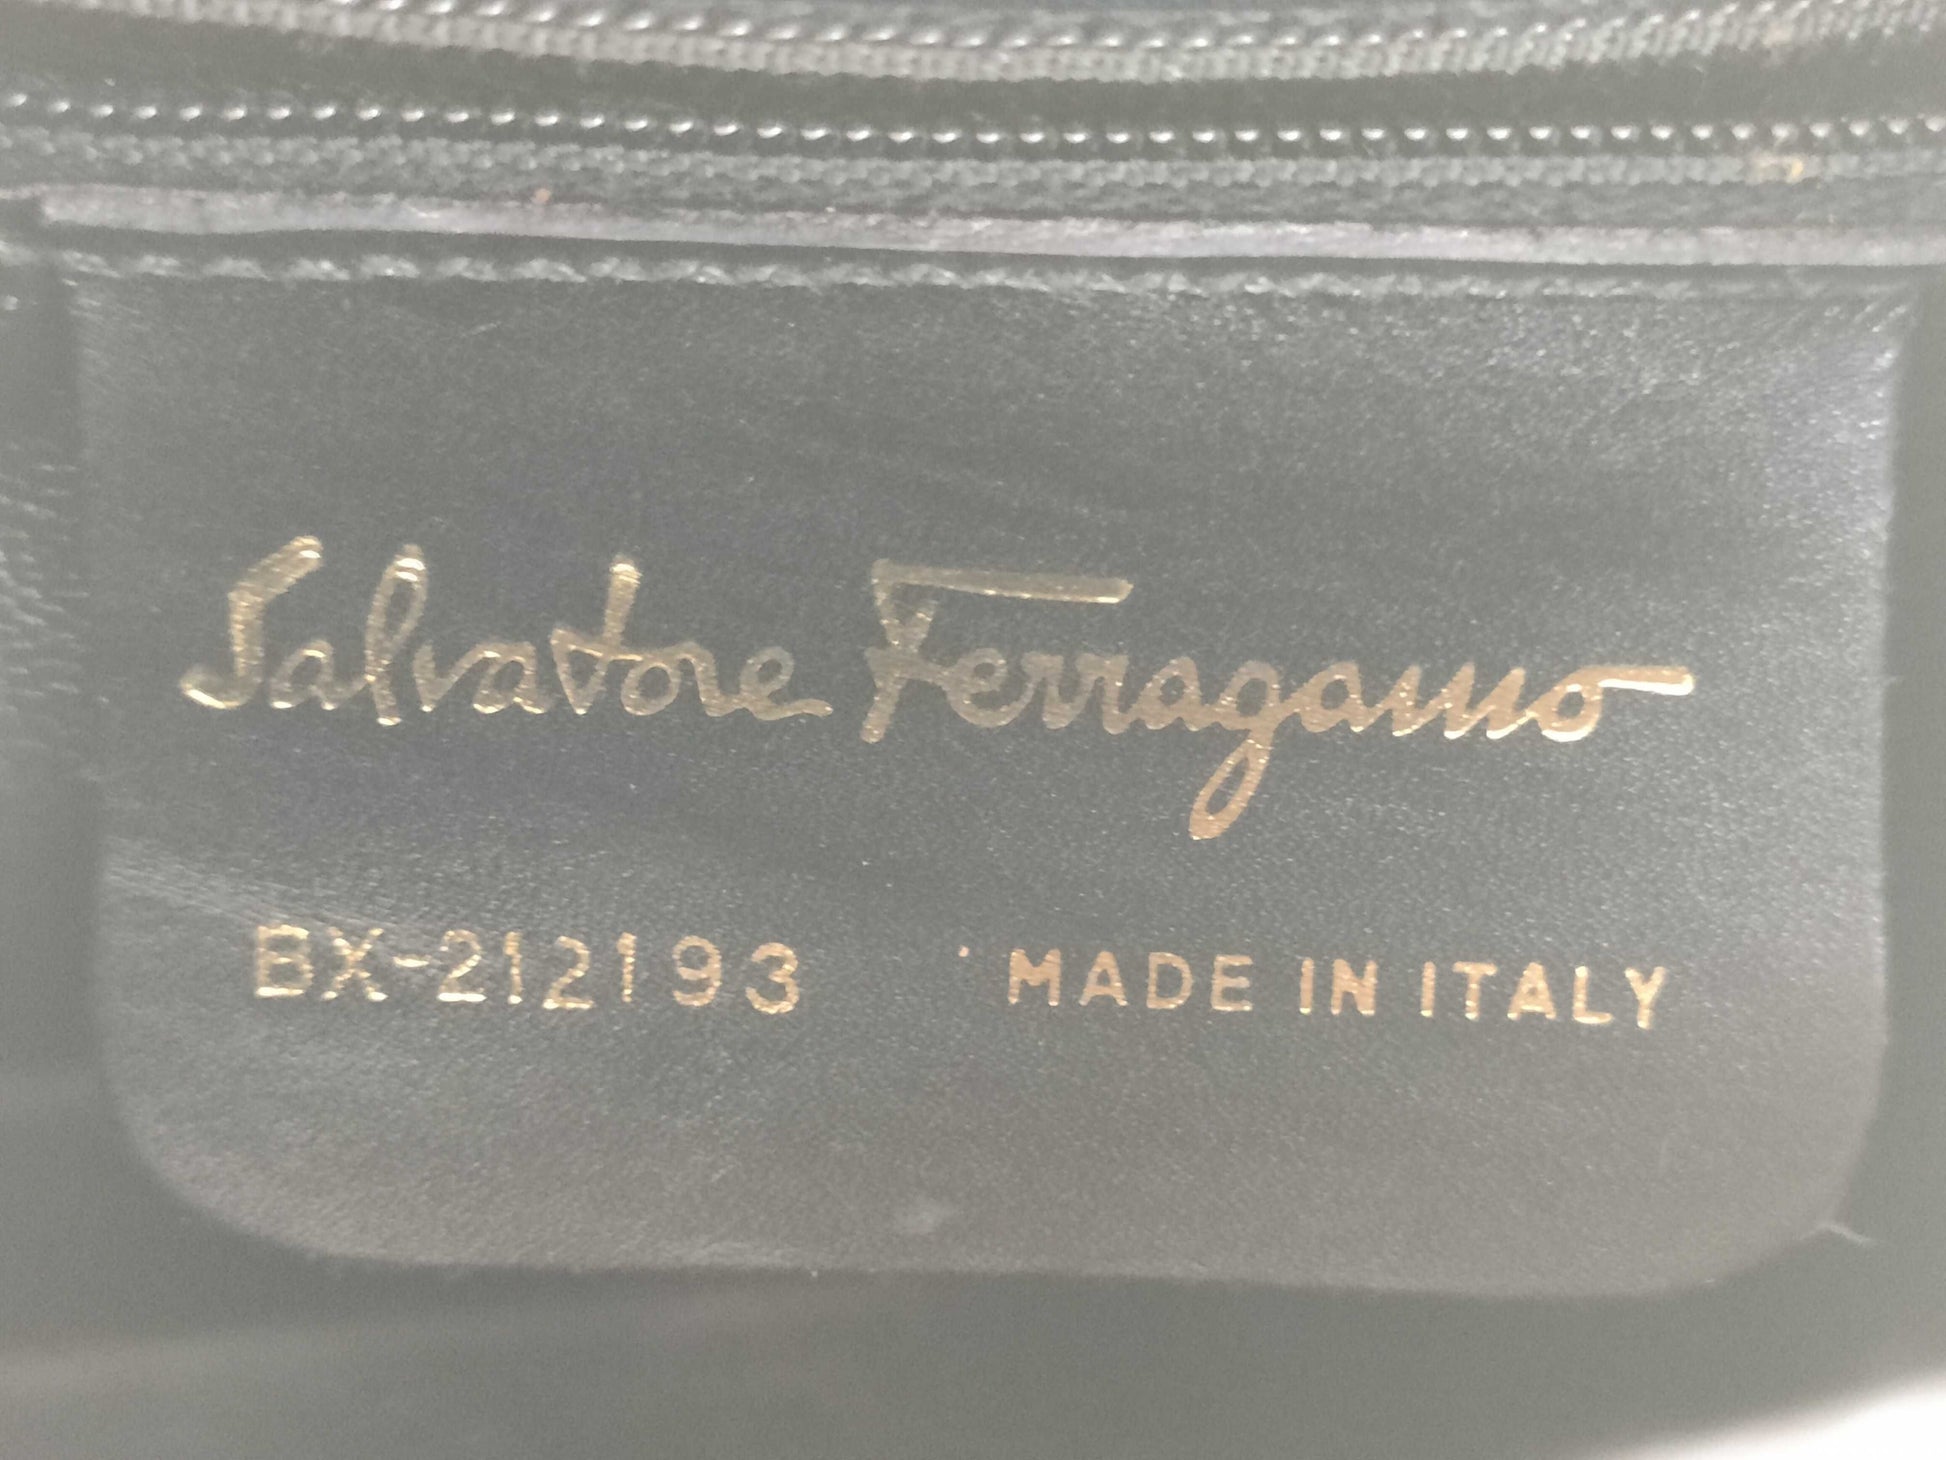 Salvatore Ferragamo
BX-212193 MADE IN ITALY